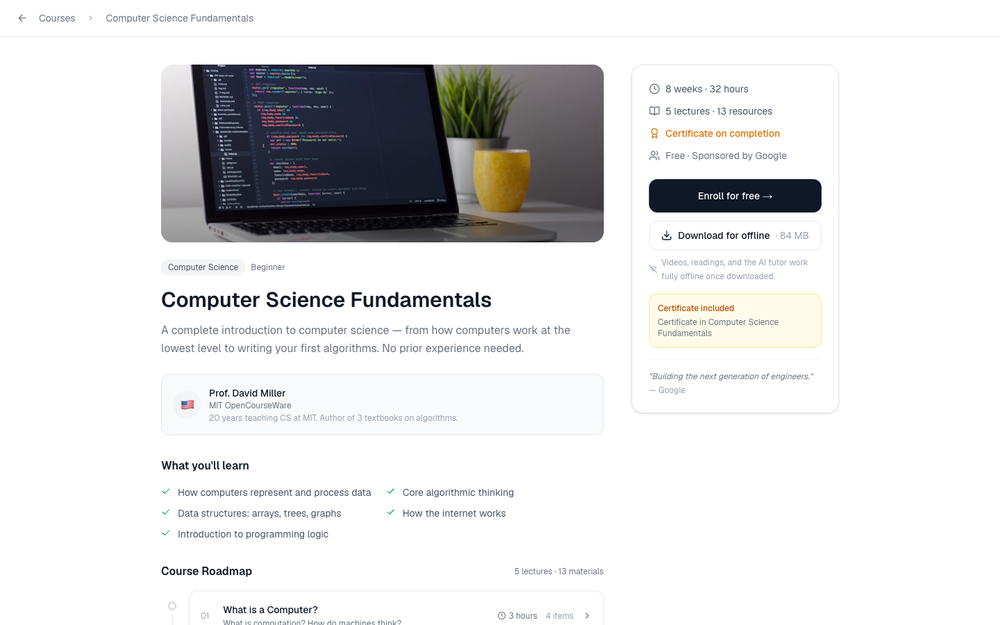 Courses > Computer Science Fundamentals
Computer Science Beginner
Computer Science Fundamentals
A complete introduction to computer science — from how computers work at the
lowest level to writing your first algorithms. No prior experience needed.
Prof. David Miller
MIT OpenCourseWare
20 years teaching CS at MIT. Author of 3 textbooks on algorithms.
What you'll learn
How computers represent and process data
Core algorithmic thinking
Data structures: arrays, trees, graphs
How the internet works
Introduction to programming logic
Course Roadmap
5 lectures · 13 materials
01
What is a Computer?
What is computation? How do machines think?
3 hours 4 items
8 weeks · 32 hours
5 lectures · 13 resources
Certificate on completion
Free · Sponsored by Google
Enroll for free →
Download for offline · 84 MB
Videos, readings, and the AI tutor work
fully offline once downloaded.
Certificate included
Certificate in Computer Science
Fundamentals
"Building the next generation of engineers."
— Google